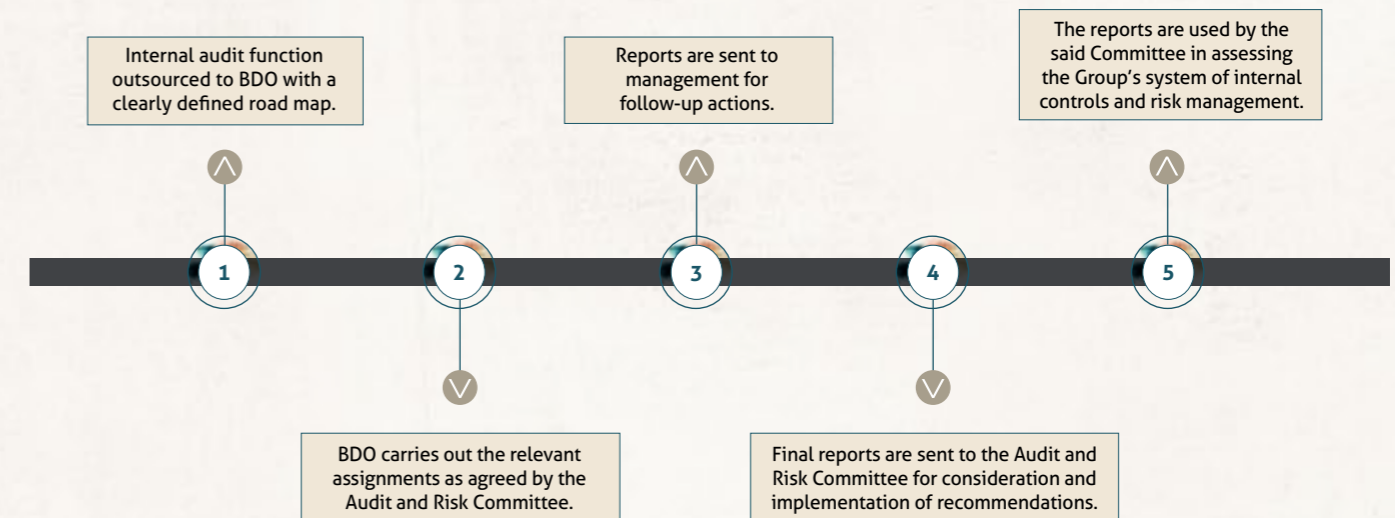 Internal audit function
outsourced to BDO with a
clearly defined road map.
Reports are sent to
management for
follow-up actions.
The reports are used by the
said Committee in assessing
the Group's system of internal
controls and risk management.
1
2
3
4
5
BDO carries out the relevant
assignments as agreed by the
Audit and Risk Committee.
Final reports are sent to the Audit and
Risk Committee for consideration and
implementation of recommendations.